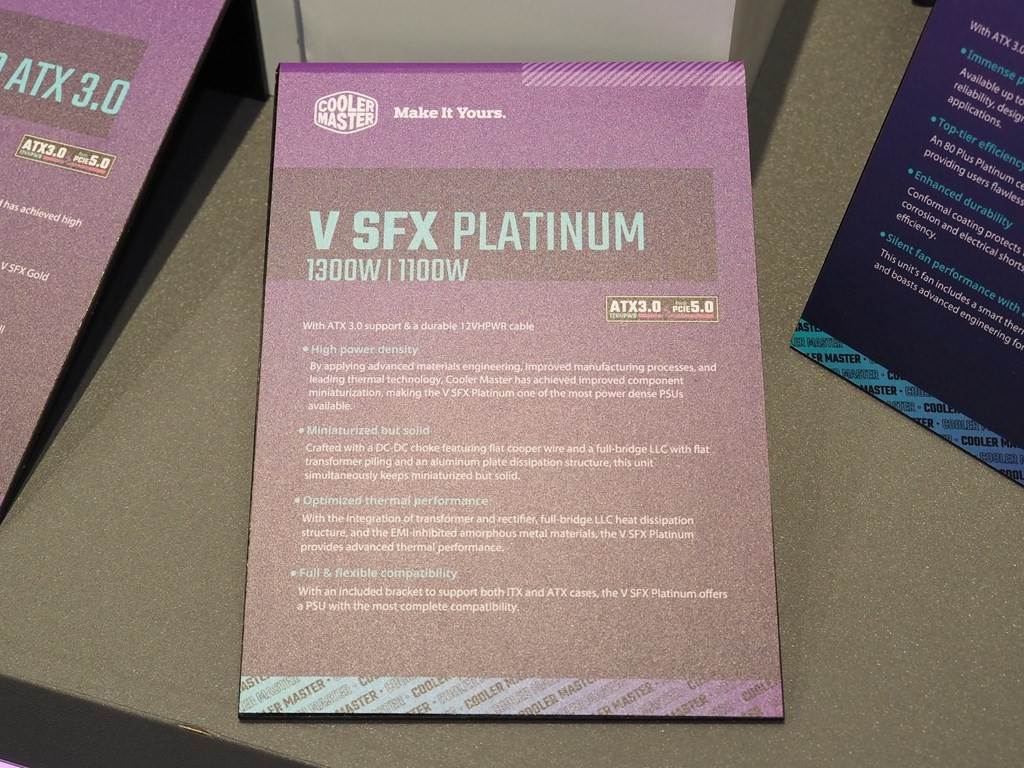 ATX 3.0
ATX3.0 PCIE5.0
12VHPWR
has achieved high
V SFX Gold
COOLER
MASTER
Make It Yours.
V SFX PLATINUM
1300W | 1100W
ATX3.0 PCIE5.0
12VHPWR
With ATX 3.0 support & a durable 12VHPWR cable
• High power density
By applying advanced materials engineering, improved manufacturing processes, and
leading thermal technology, Cooler Master has achieved improved component
miniaturization, making the V SFX Platinum one of the most power dense PSUs
available.
• Miniaturized but solid
Crafted with a DC-DC choke featuring flat cooper wire and a full-bridge LLC with flat
transformer piling and an aluminum plate dissipation structure, this unit
simultaneously keeps miniaturized but solid.
• Optimized thermal performance
With the integration of transformer and rectifier, full-bridge LLC heat dissipation
structure, and the EMI-inhibited amorphous metal materials, the V SFX Platinum
provides advanced thermal performance.
• Full & flexible compatibility
With an included bracket to support both ITX and ATX cases, the V SFX Platinum offers
a PSU with the most complete compatibility.
COOLER MASTER • COOLER MASTER • COOLER MASTER
With ATX 3.0
• Immense
Available up to
reliability, design
applications.
• Top-tier efficiency
An 80 Plus Platinum
providing users flawless
• Enhanced durability
Conformal coating protects
corrosion and electrical shorts
efficiency.
• Silent fan performance with
This unit's fan includes a smart
and boasts advanced engineering for
COOLER MASTER